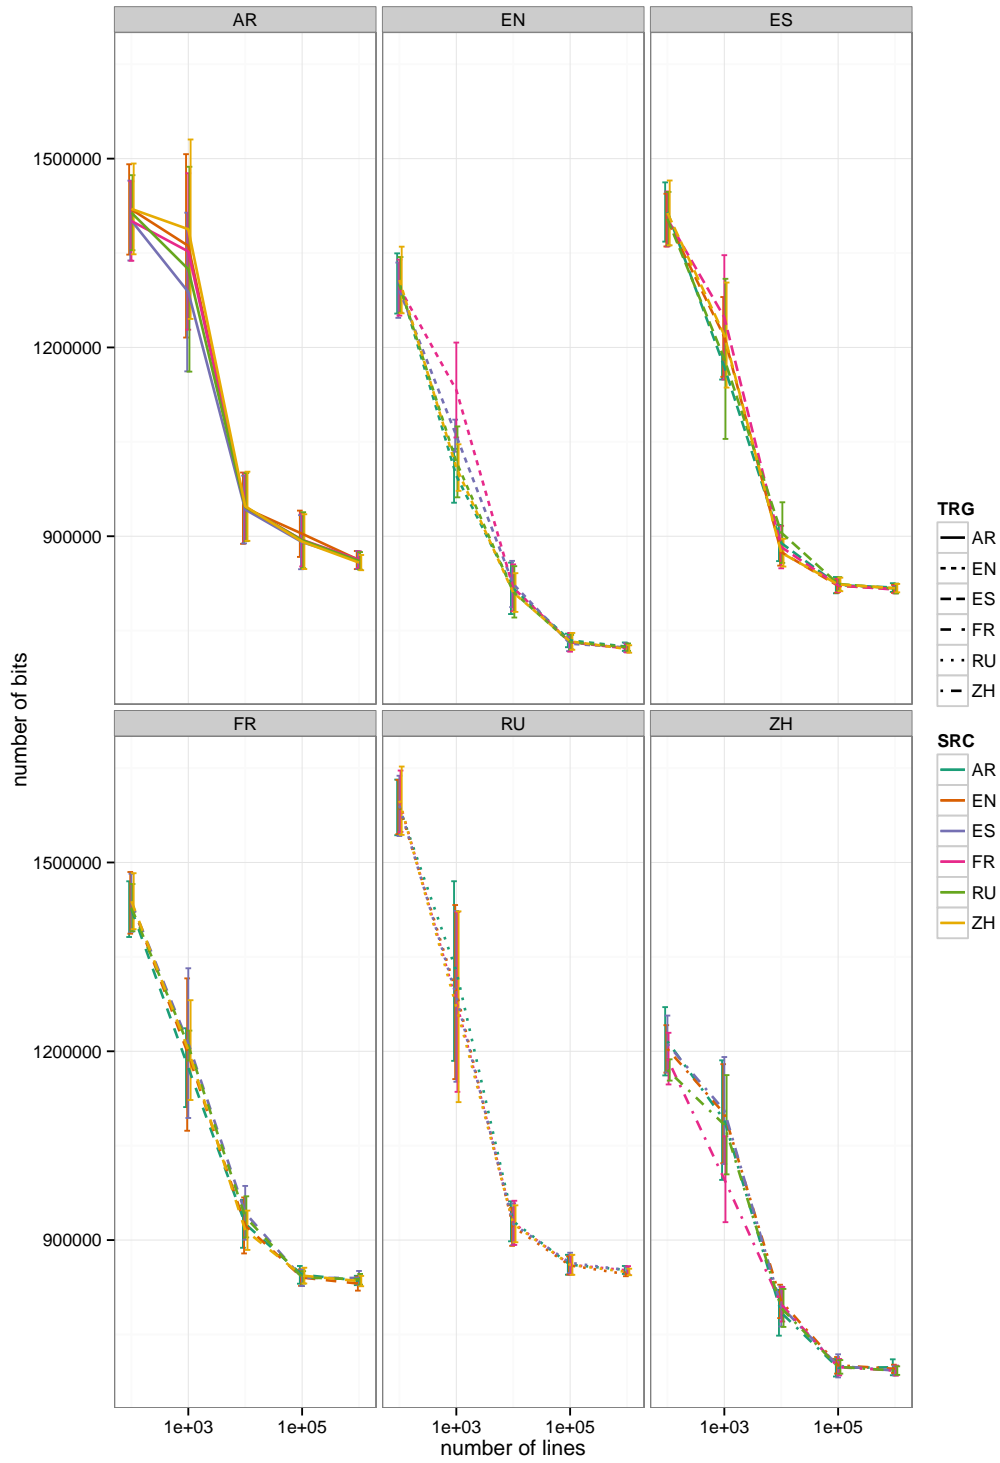 AR
EN
ES
1500000
1200000
900000
FR
RU
ZH
1500000
1200000
900000
1e+03
1e+05
1e+03
1e+05
1e+03
1e+05
number of lines
number of bits
TRG
AR
EN
ES
FR
RU
ZH
SRC
AR
EN
ES
FR
RU
ZH